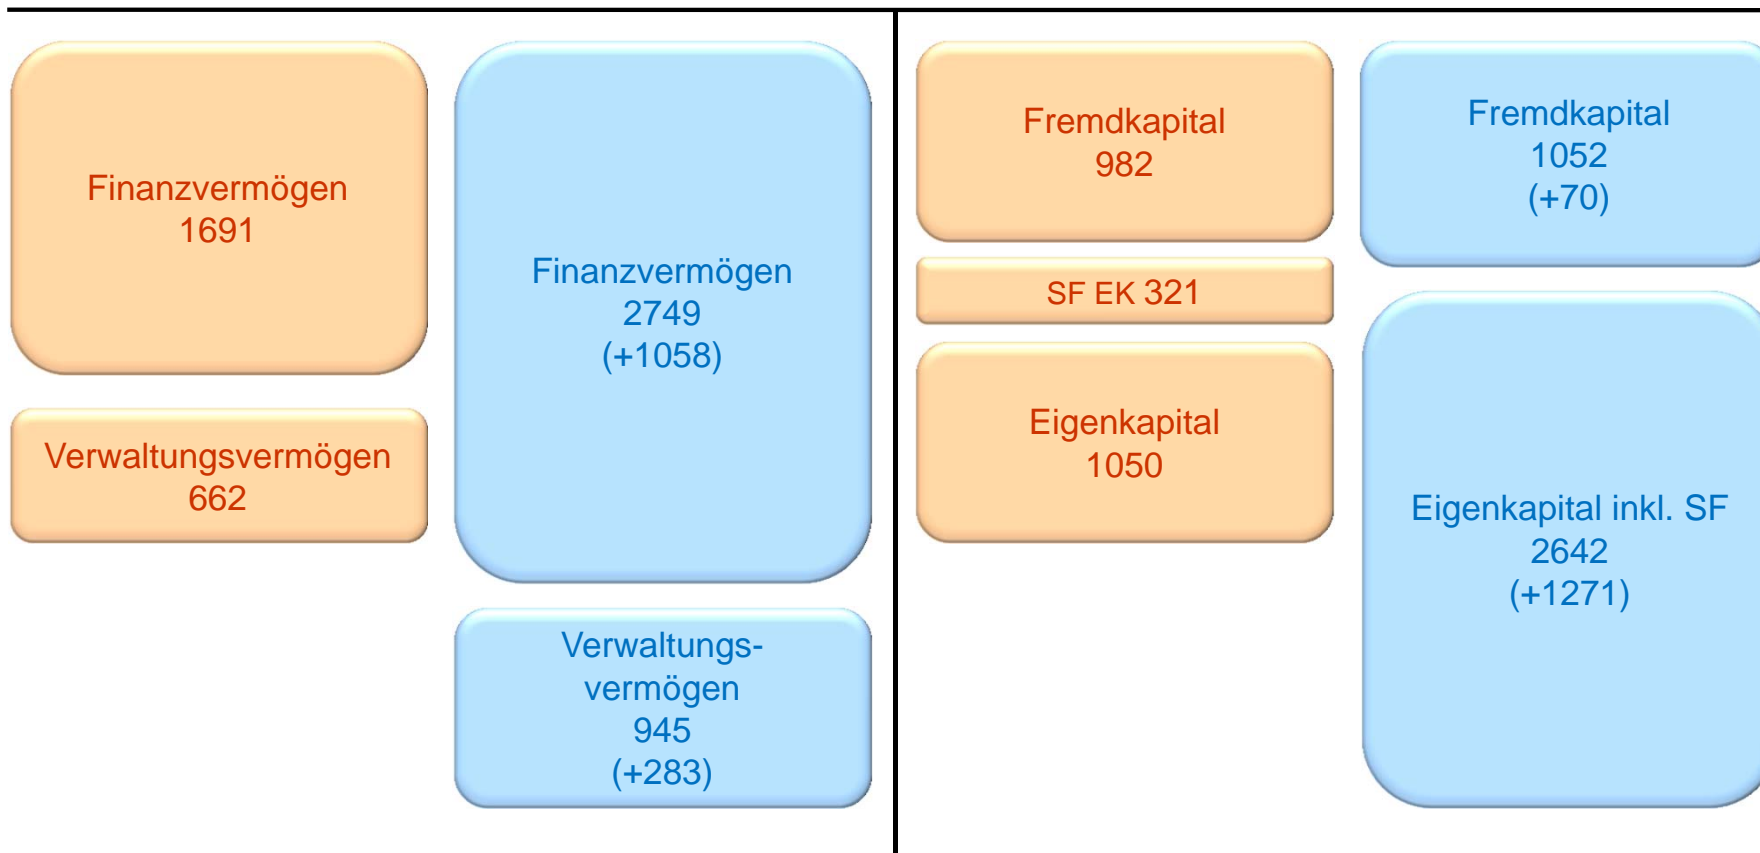 Finanzvermögen
1691
Verwaltungsvermögen
662
Finanzvermögen
2749
(+1058)
Verwaltungs-
vermögen
945
(+283)
Fremdkapital
982
SF EK 321
Eigenkapital
1050
Fremdkapital
1052
(+70)
Eigenkapital inkl. SF
2642
(+1271)